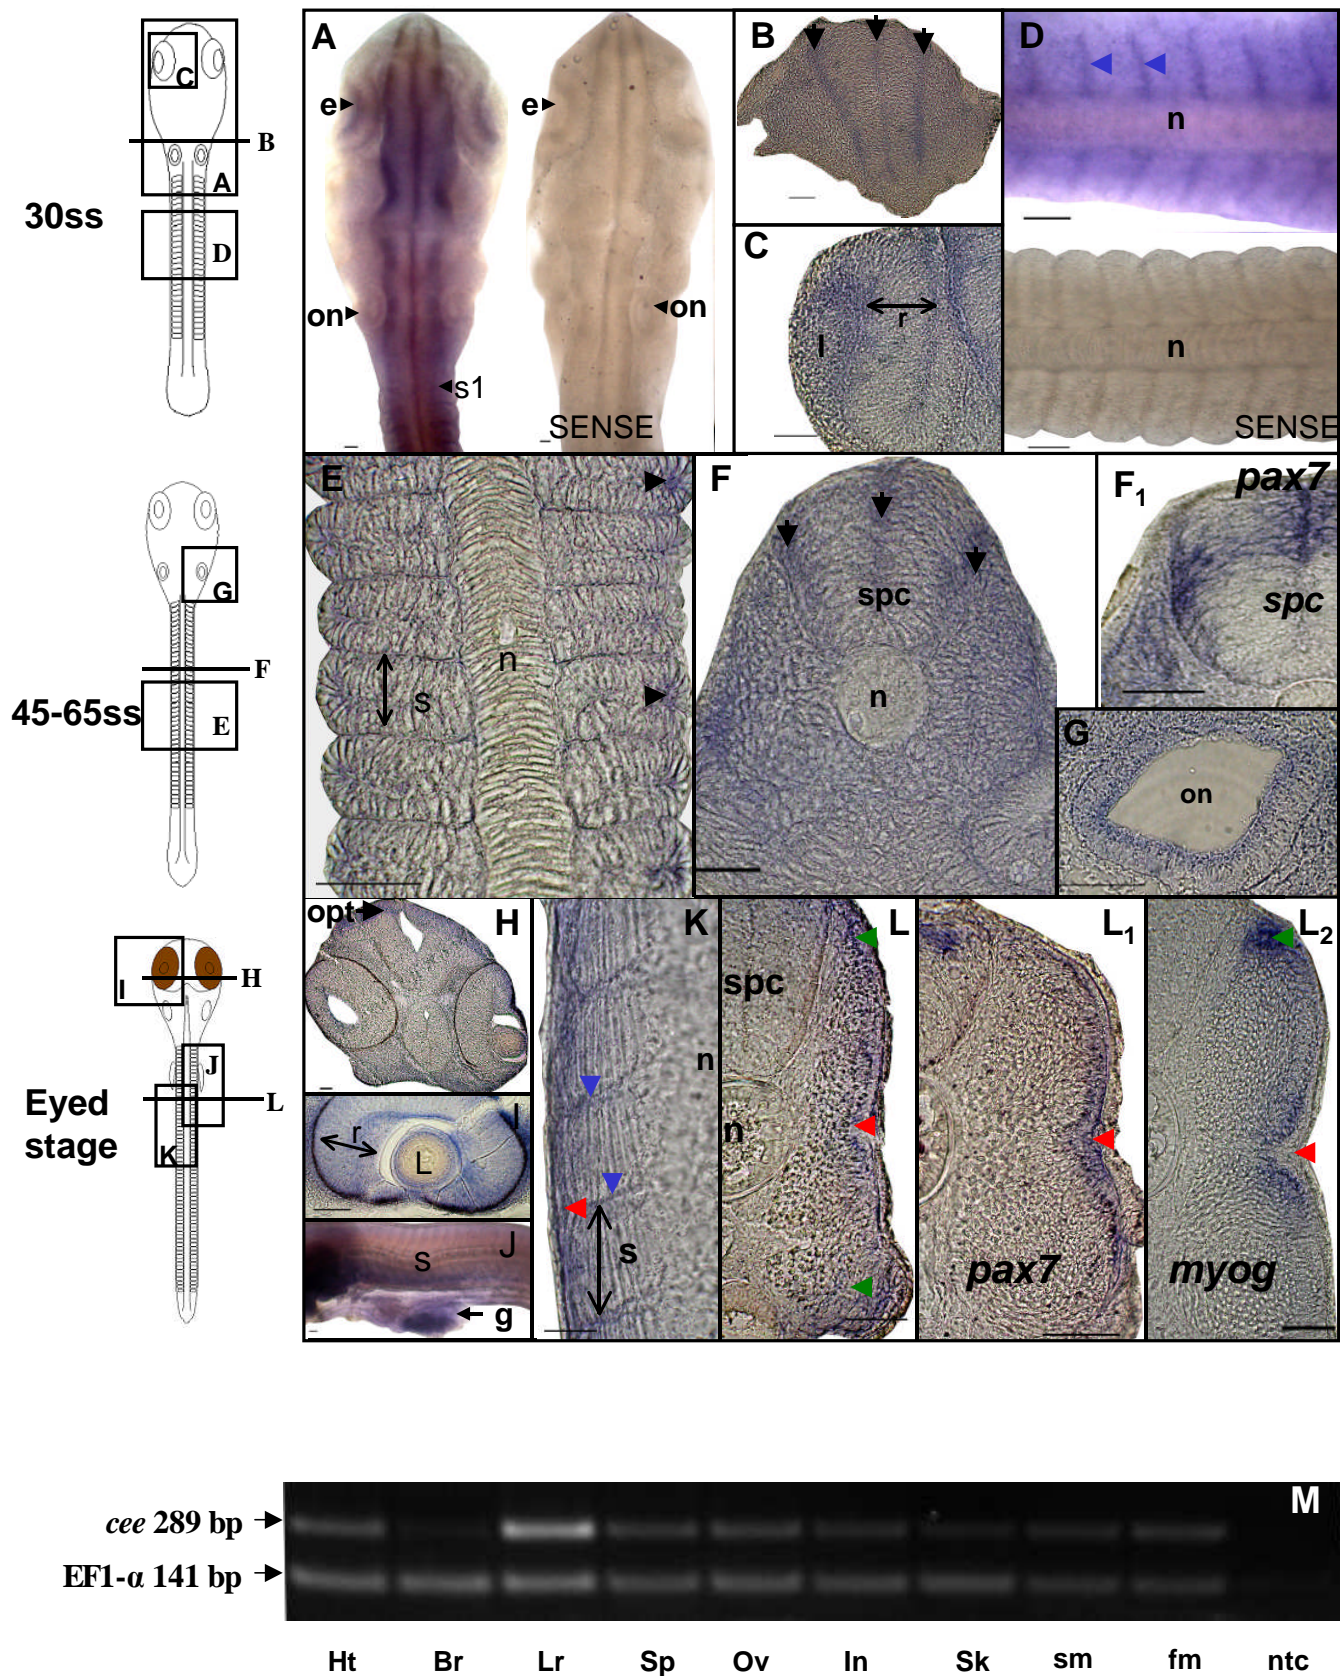 C
B
A
30ss
D
A
e
on
s1
e
on
SENSE
B
C
l
r
D
n
n
SENSE
G
F
45-65ss
E
E
n
s
F
spc
n
F1
pax7
spc
G
on
I
H
J
Eyed
stage
L
K
opt
H
r
L
I
s
J
g
K
n
s
L
spc
n
L1
pax7
L2
myog
M
cee 289 bp
EF1-α 141 bp
Ht Br Lr Sp Ov In Sk sm fm ntc